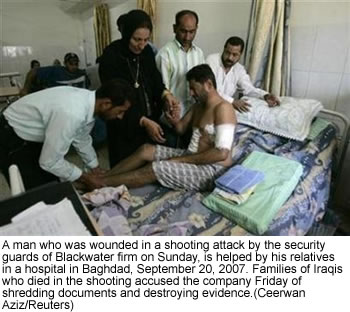 A man who was wounded in a shooting attack by the security
guards of Blackwater firm on Sunday, is helped by his relatives
in a hospital in Baghdad, September 20, 2007. Families of Iraqis
who died in the shooting accused the company Friday of
shredding documents and destroying evidence.(Ceerwan
Aziz/Reuters)